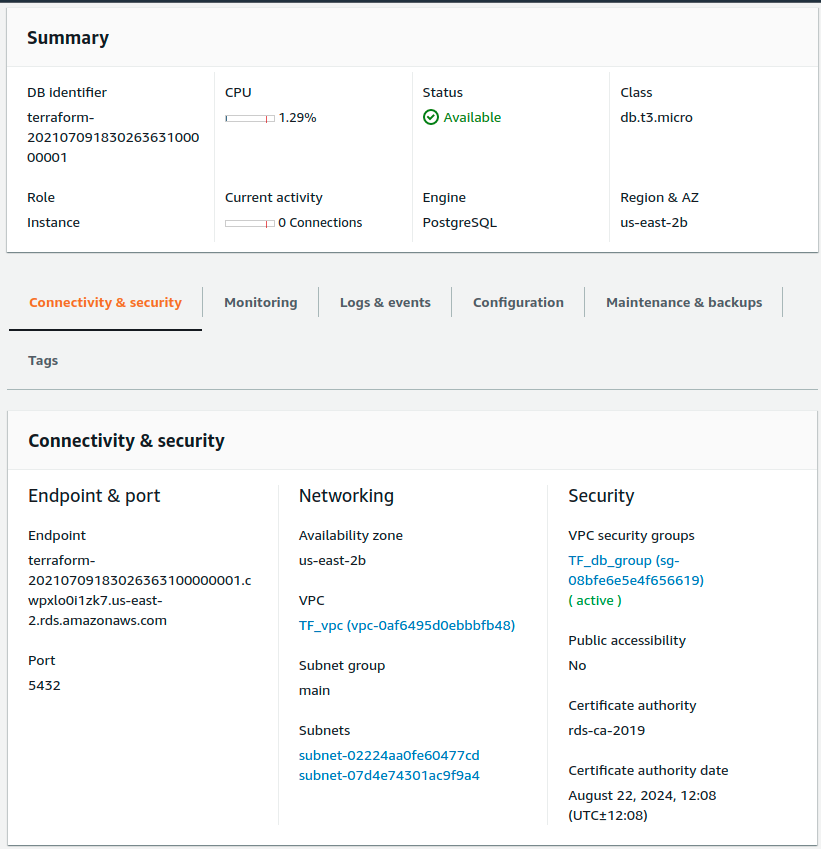 Summary
DB identifier
terraform-
202107091830263631000
00001
CPU
1.29%
Status
Available
Class
db.t3.micro
Role
Instance
Current activity
0 Connections
Engine
PostgreSQL
Region & AZ
us-east-2b
Connectivity & security
Monitoring
Logs & events
Configuration
Maintenance & backups
Tags
Connectivity & security
Endpoint & port
Endpoint
terraform-
20210709183026363100000001.c
wpxlo0i1zk7.us-east-
2.rds.amazonaws.com
Port
5432
Networking
Availability zone
us-east-2b
VPC
TF_vpc (vpc-0af6495d0ebbbfb48)
Subnet group
main
Subnets
subnet-02224aa0fe60477cd
subnet-07d4e74301ac9f9a4
Security
VPC security groups
TF_db_group (sg-
08bfe6e5e4f656619)
( active )
Public accessibility
No
Certificate authority
rds-ca-2019
Certificate authority date
August 22, 2024, 12:08
(UTC±12:08)